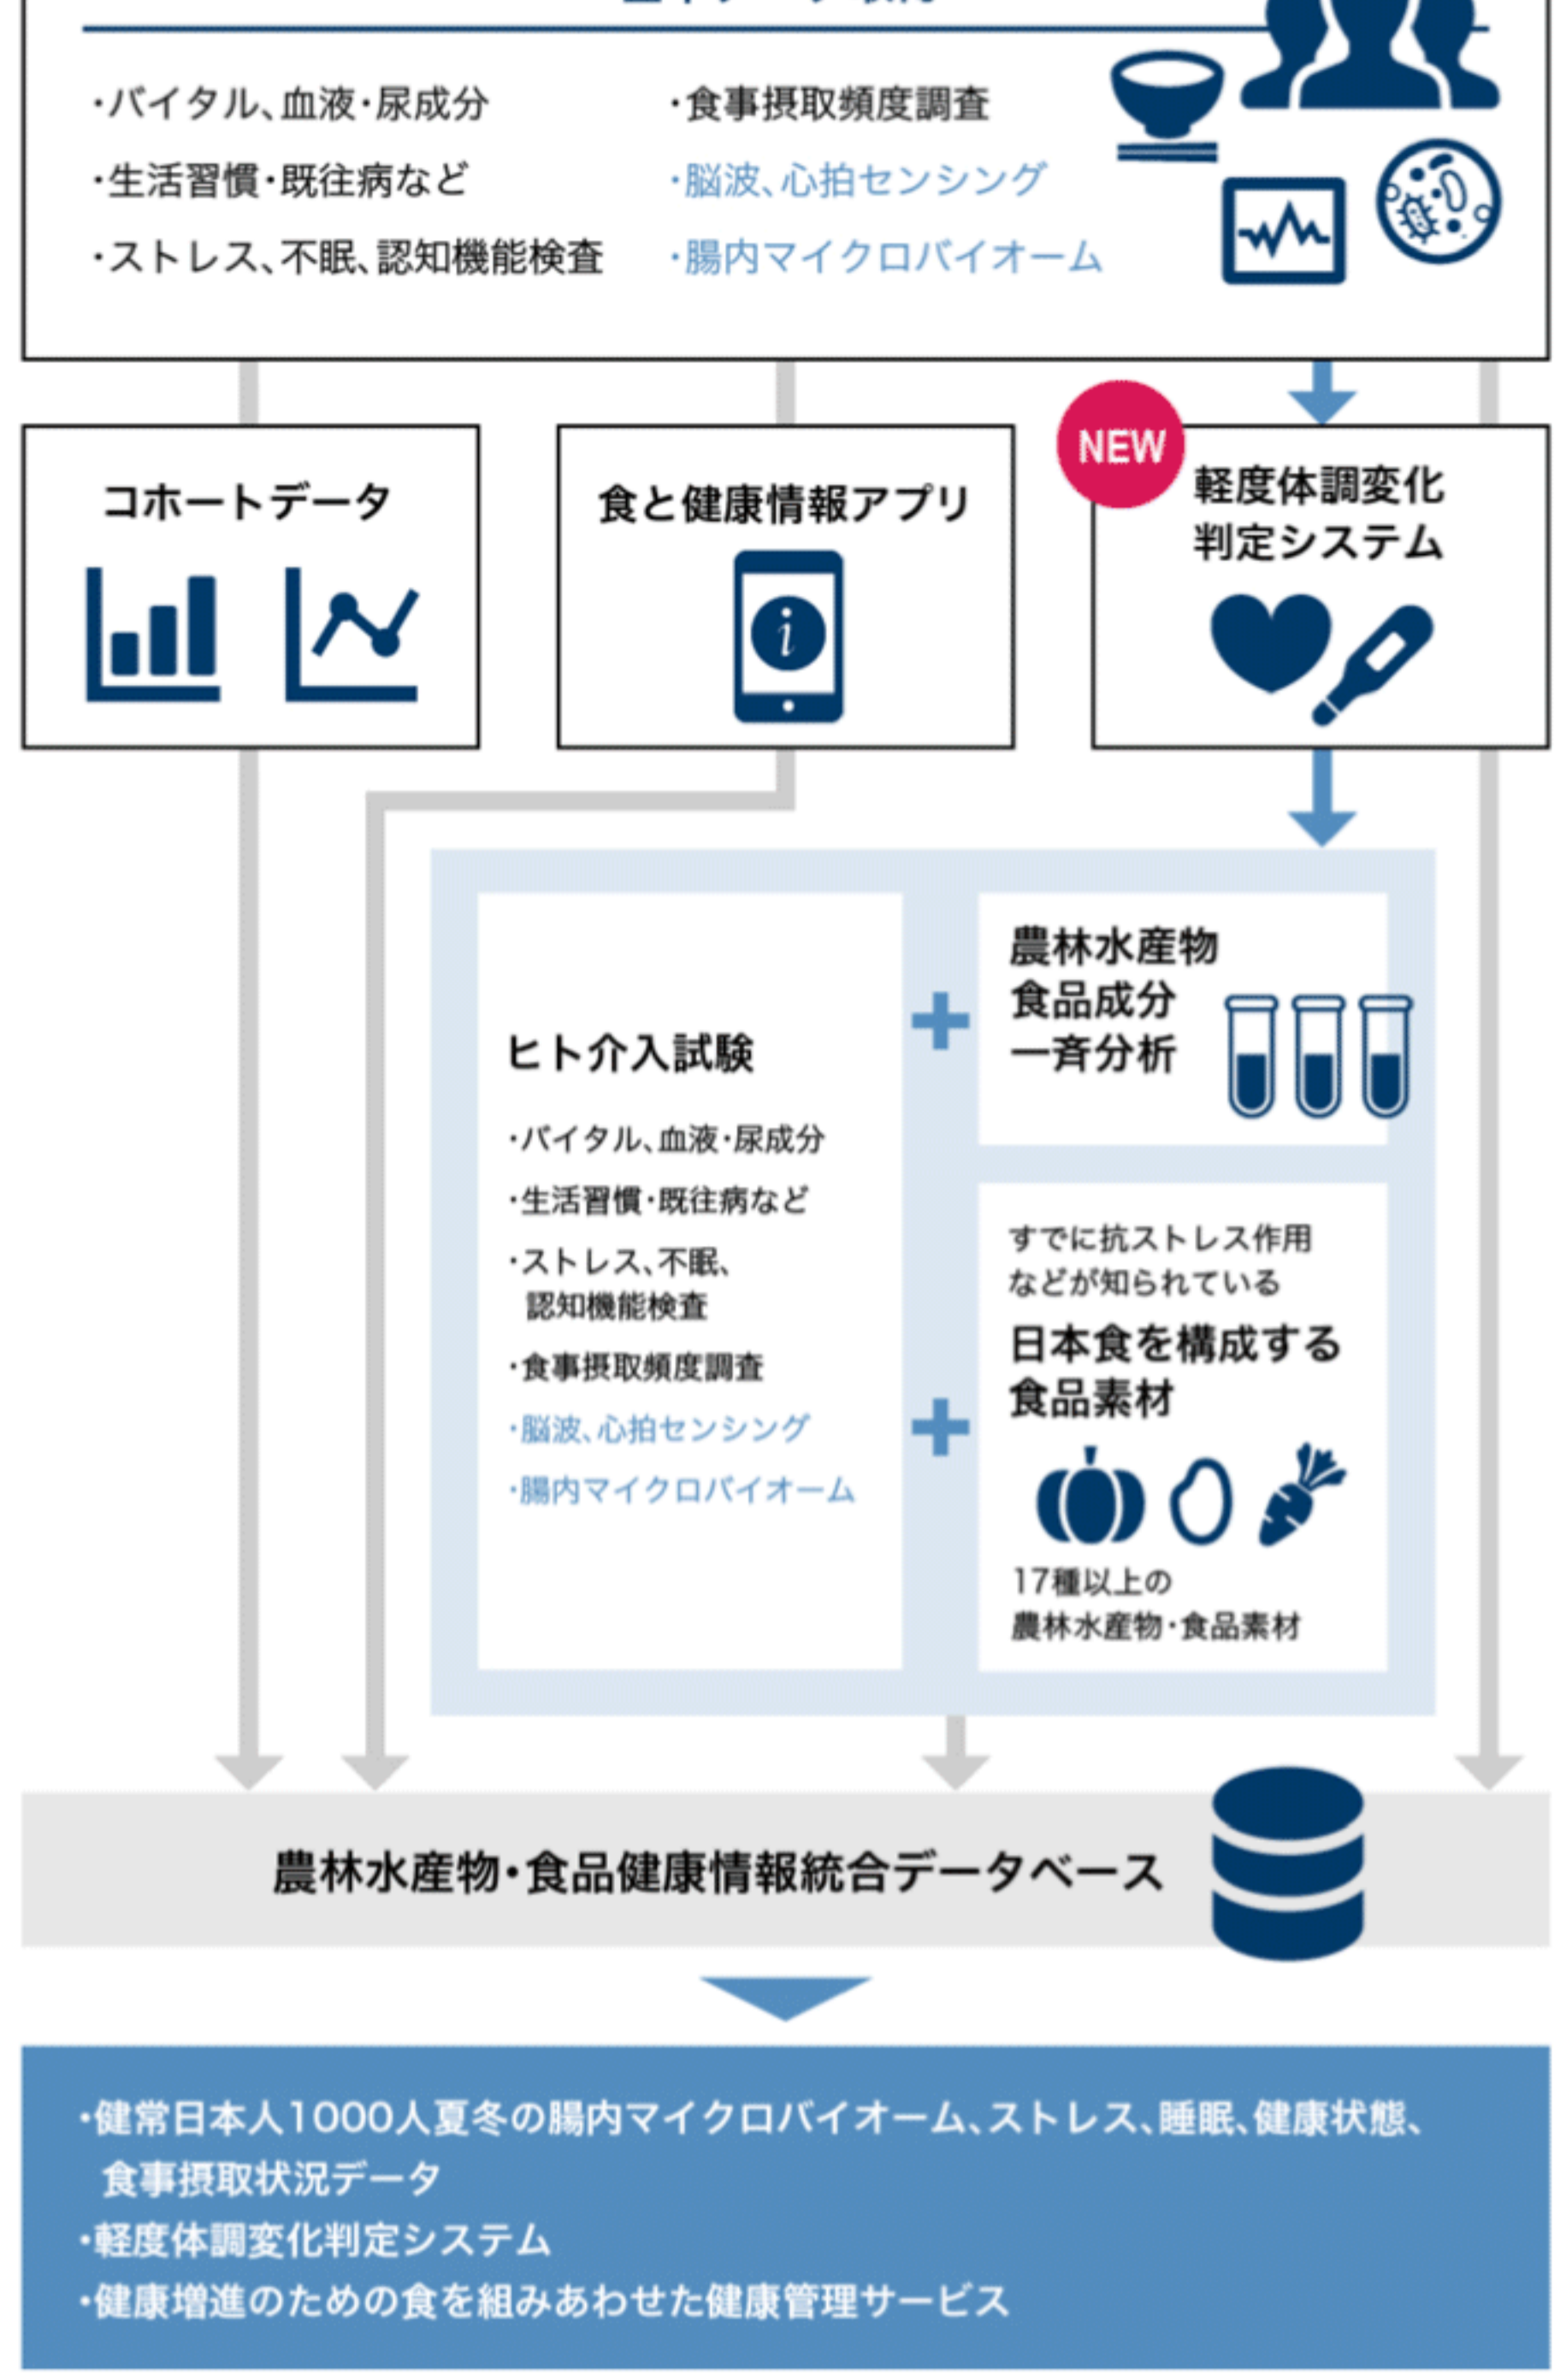 ・バイタル、血液・尿成分
・生活習慣・既往病など
・ストレス、不眠、認知機能検査
・食事摂取頻度調査
・脳波、心拍センシング
・腸内マイクロバイオーム
コホートデータ
食と健康情報アプリ
i
NEW
軽度体調変化
判定システム
ヒト介入試験
・バイタル、血液・尿成分
・生活習慣・既往病など
・ストレス、不眠、
認知機能検査
・食事摂取頻度調査
・脳波、心拍センシング
・腸内マイクロバイオーム
農林水産物
食品成分
一斉分析
すでに抗ストレス作用
などが知られている
日本食を構成する
食品素材
17種以上の
農林水産物・食品素材
農林水産物・食品健康情報統合データベース
・健常日本人1000人夏冬の腸内マイクロバイオーム、ストレス、睡眠、健康状態、
食事摂取状況データ
・軽度体調変化判定システム
・健康増進のための食を組みあわせた健康管理サービス